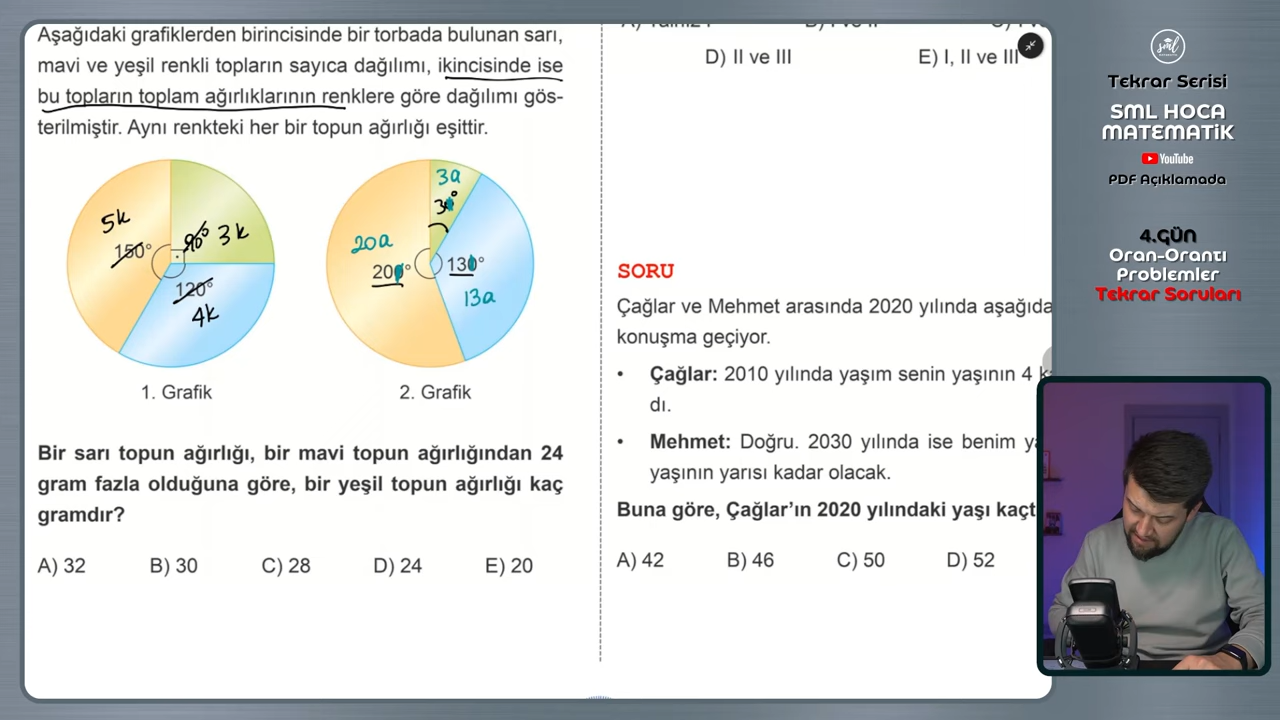 Aşağıdaki grafiklerden birincisinde bir torbada bulunan sarı,
mavi ve yeşil renkli topların sayıca dağılımı, ikincisinde ise
bu topların toplam ağırlıklarının renklere göre dağılımı gös-
terilmiştir. Aynı renkteki her bir topun ağırlığı eşittir.
5k
150°
90°
3k
120°
4k
1. Grafik
3a
20a
200°
130°
13a
2. Grafik
Bir sarı topun ağırlığı, bir mavi topun ağırlığından 24
gram fazla olduğuna göre, bir yeşil topun ağırlığı kaç
gramdır?
A) 32 B) 30 C) 28 D) 24 E) 20
D) II ve III E) I, II ve III
SORU
Çağlar ve Mehmet arasında 2020 yılında aşağıda
konuşma geçiyor.
• Çağlar: 2010 yılında yaşım senin yaşının 4 k
dı.
• Mehmet: Doğru. 2030 yılında ise benim ya
yaşının yarısı kadar olacak.
Buna göre, Çağlar'ın 2020 yılındaki yaşı kaçt
A) 42 B) 46 C) 50 D) 52
sml
Tekrar Serisi
SML HOCA
MATEMATİK
YouTube
PDF Açıklamada
4.GÜN
Oran-Orantı
Problemler
Tekrar Soruları